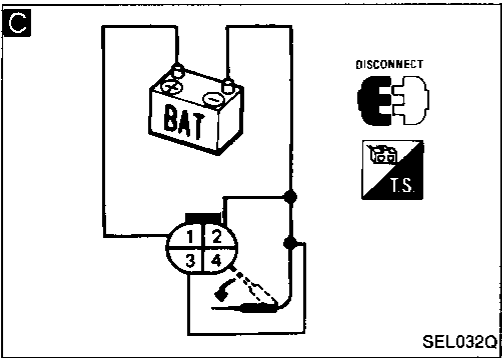 C
DISCONNECT
+ −
BAT
T.S.
1 2
3 4
SEL032Q